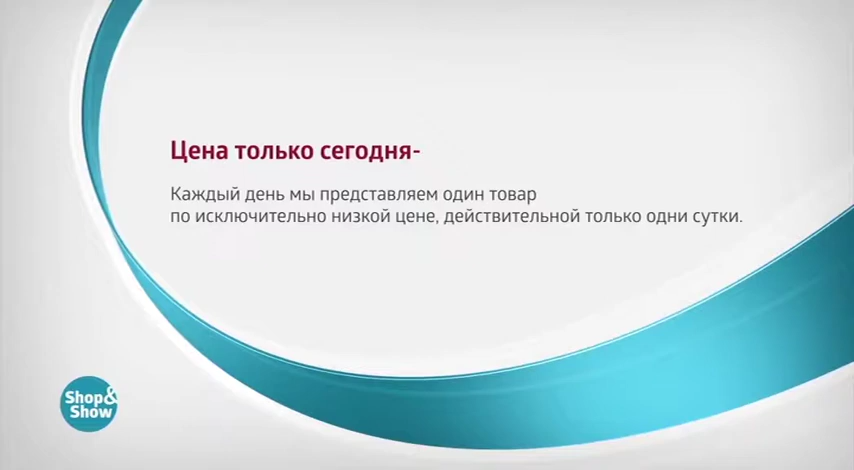 Цена только сегодня-
Каждый день мы представляем один товар
по исключительно низкой цене, действительной только одни сутки.
Shop&
Show